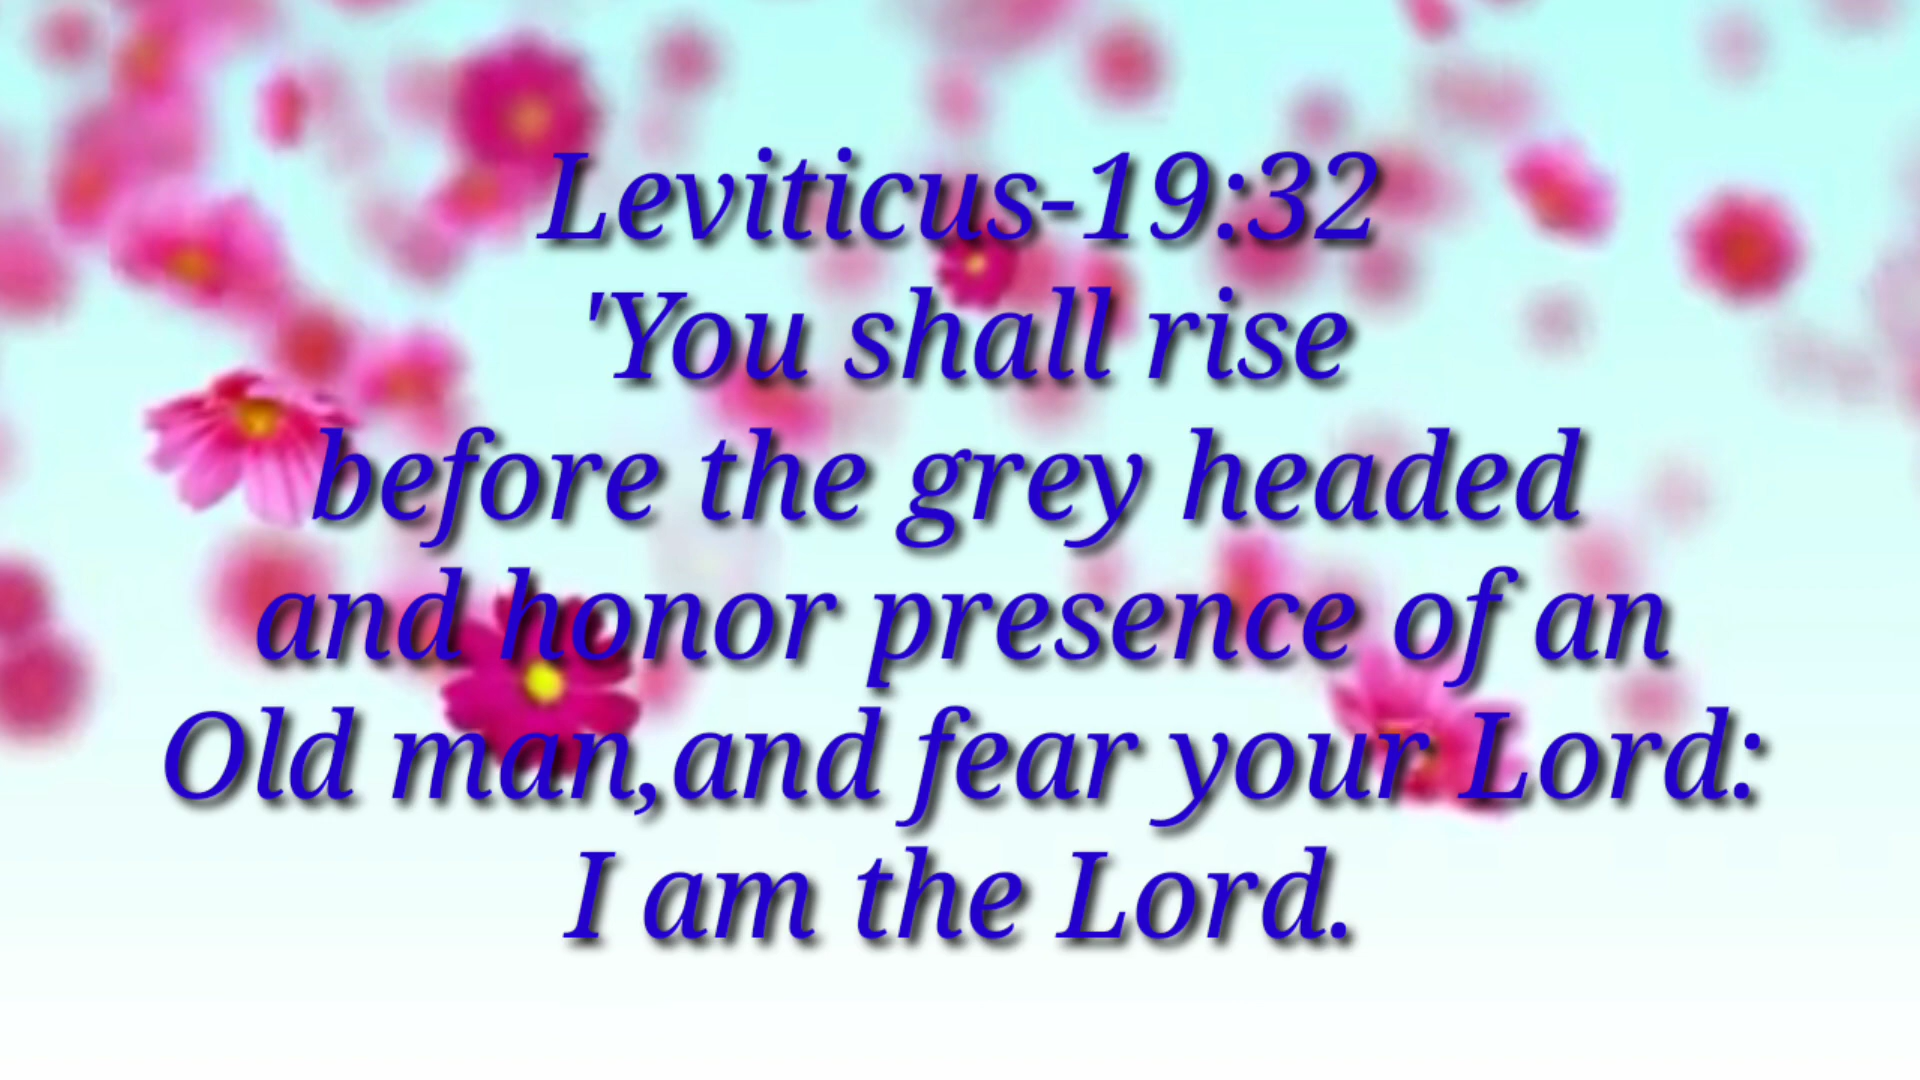 Leviticus-19:32
'You shall rise
before the grey headed
and honor presence of an
Old man,and fear your Lord:
I am the Lord.